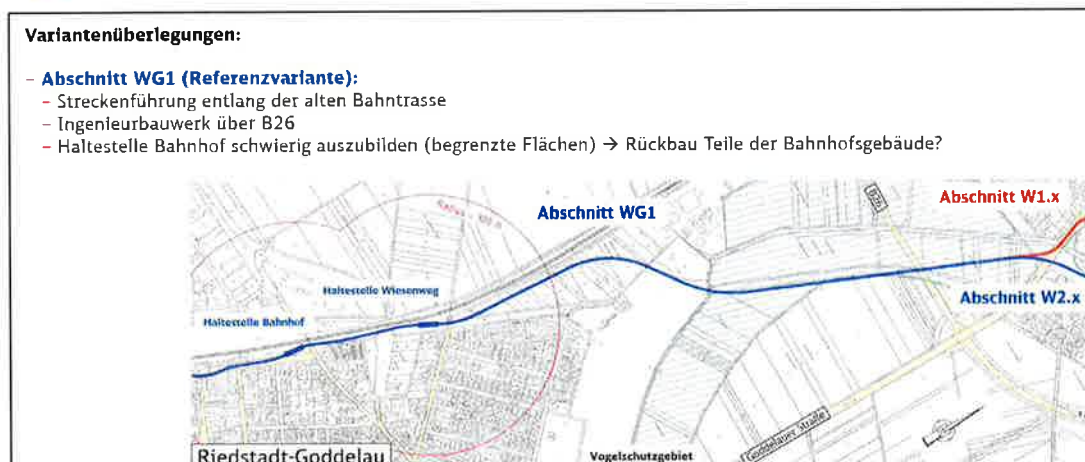 Variantenüberlegungen:
– Abschnitt WG1 (Referenzvariante):
– Streckenführung entlang der alten Bahntrasse
– Ingenieurbauwerk über B26
– Haltestelle Bahnhof schwierig auszubilden (begrenzte Flächen) → Rückbau Teile der Bahnhofsgebäude?
B26
Abschnitt W1.x
Abschnitt WG1
Haltestelle Wiesenweg
Abschnitt W2.x
Haltestelle Bahnhof
Goddelauer Straße
Riedstadt-Goddelau
Vogelschutzgebiet